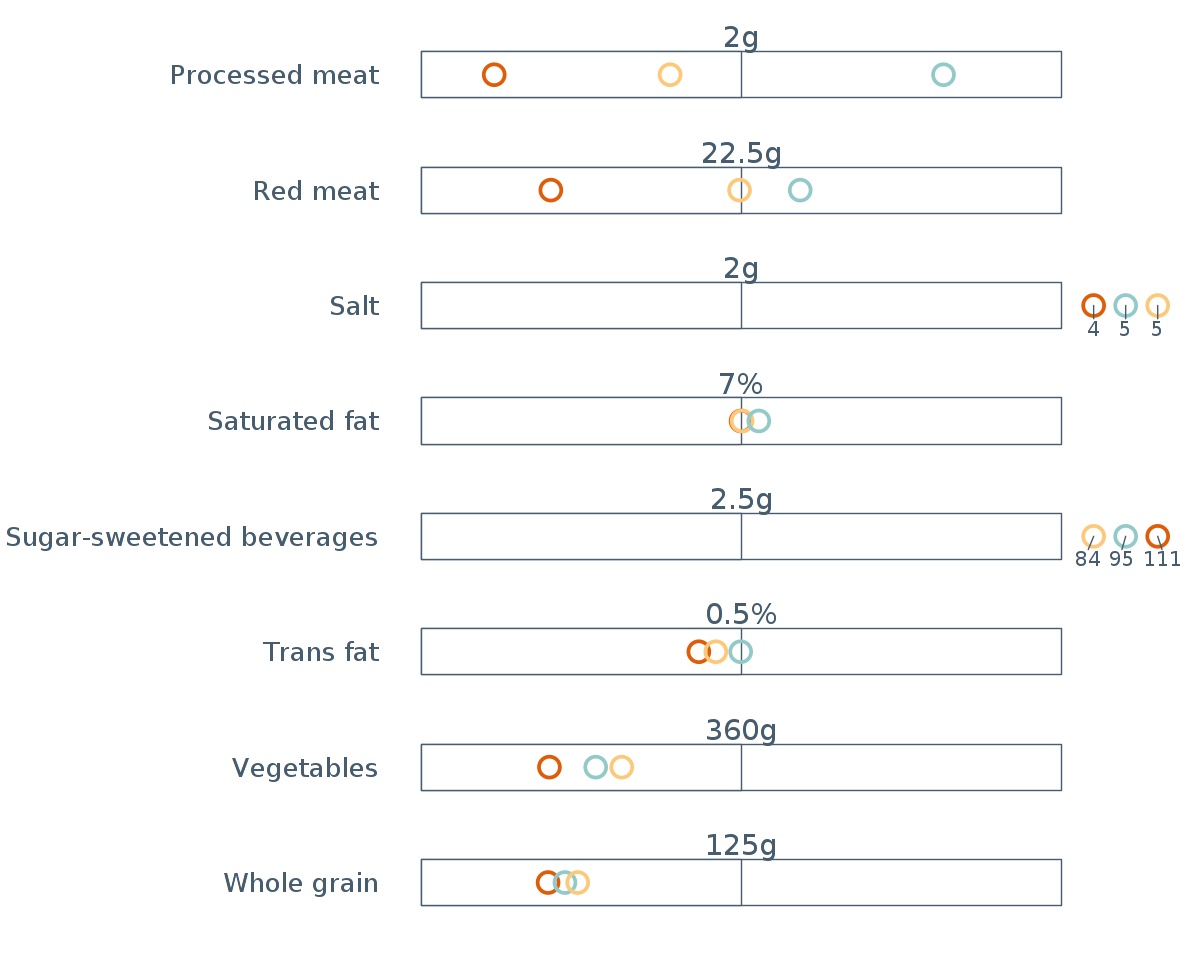 2g
Processed meat
22.5g
Red meat
2g
Salt
4 5 5
7%
Saturated fat
2.5g
Sugar-sweetened beverages
84 95 111
0.5%
Trans fat
360g
Vegetables
125g
Whole grain